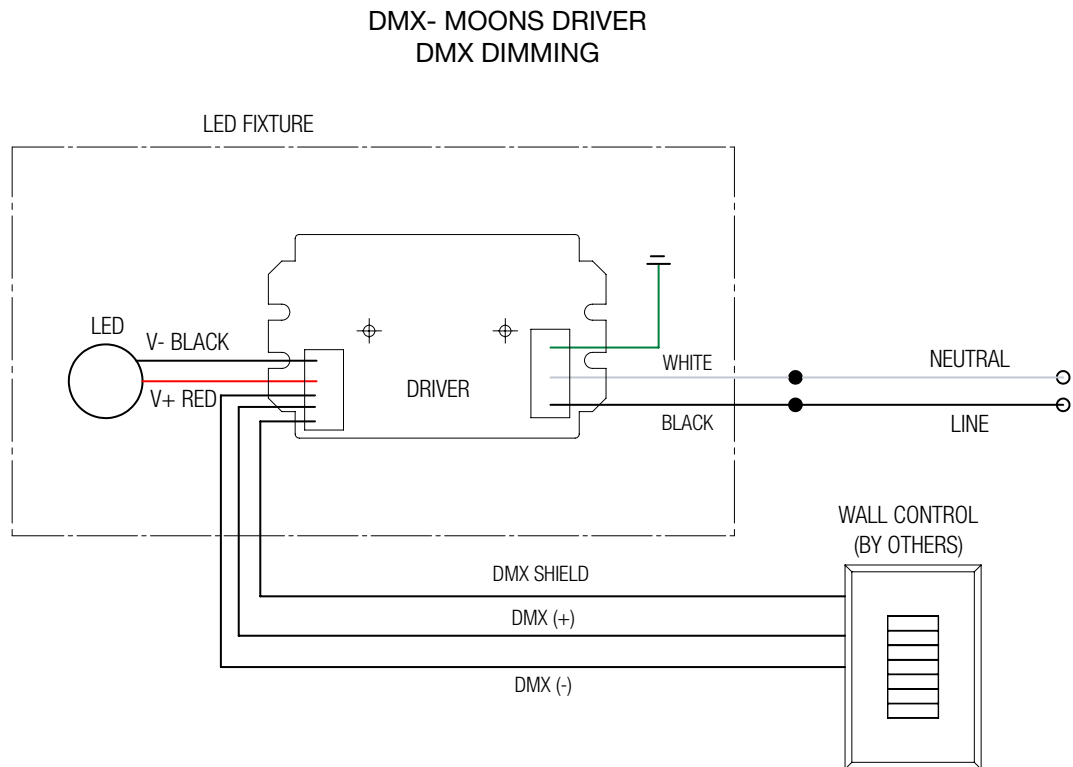 DMX- MOONS DRIVER
DMX DIMMING
LED FIXTURE
LED
V- BLACK
V+ RED
DRIVER
WHITE
BLACK
NEUTRAL
LINE
WALL CONTROL
(BY OTHERS)
DMX SHIELD
DMX (+)
DMX (-)